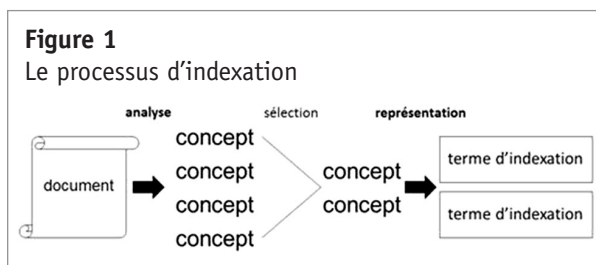 Figure 1
Le processus d'indexation
analyse sélection représentation
concept
concept
concept
concept
document
concept
concept
terme d'indexation
terme d'indexation